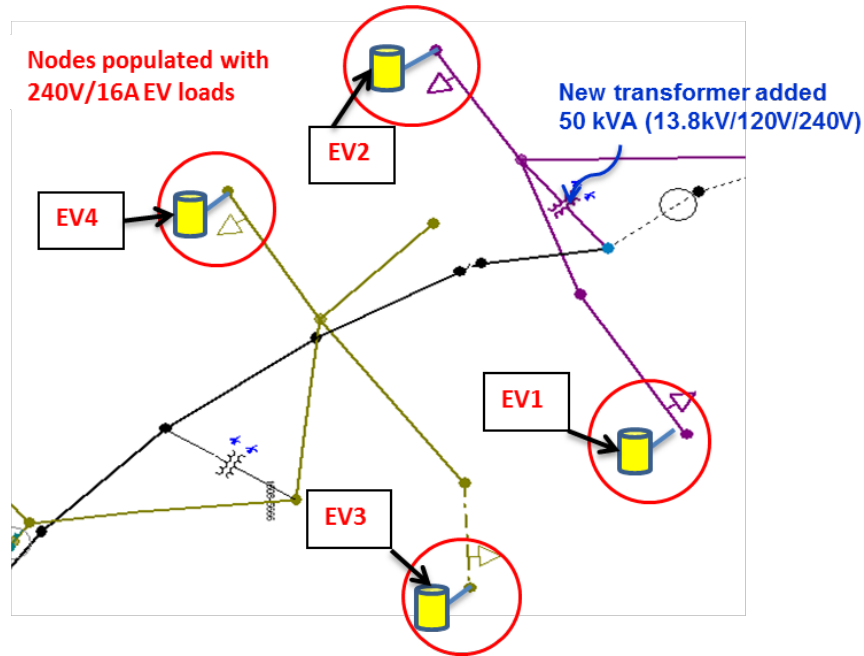 Nodes populated with
240V/16A EV loads
EV2
New transformer added
50 kVA (13.8kV/120V/240V)
EV4
EV1
EV3